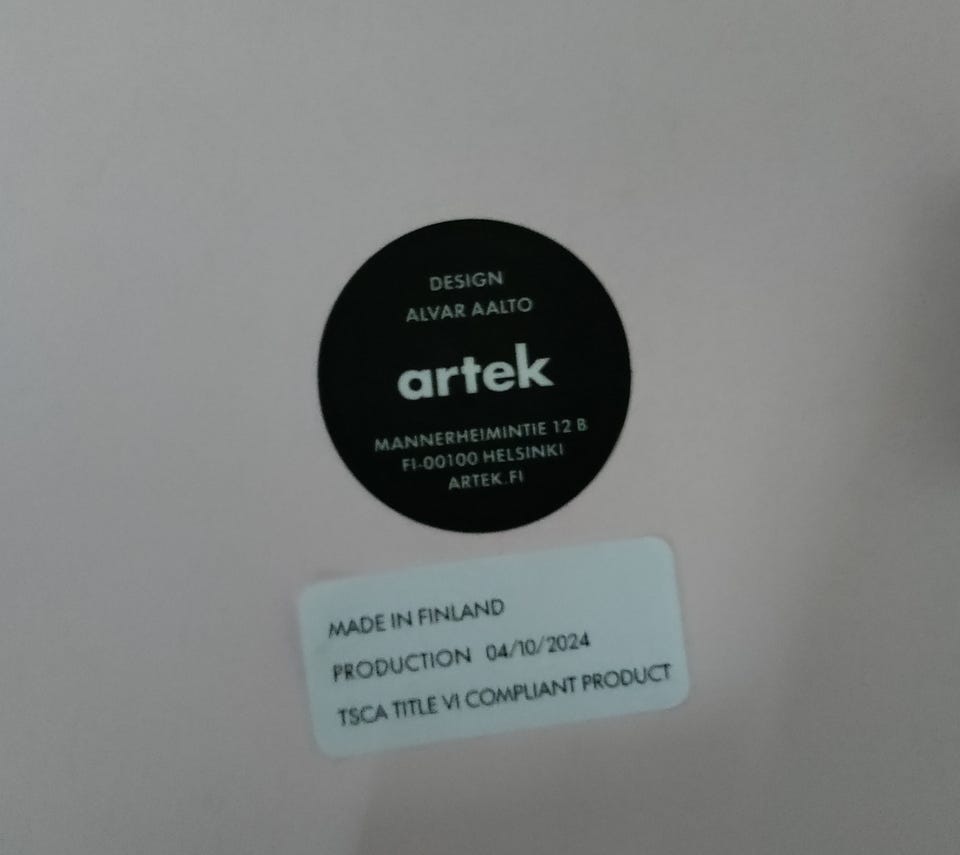 DESIGN
ALVAR AALTO
artek
MANNERHEIMINTIE 12 B
FI-00100 HELSINKI
ARTEK.FI
MADE IN FINLAND
PRODUCTION 04/10/2024
TSCA TITLE VI COMPLIANT PRODUCT